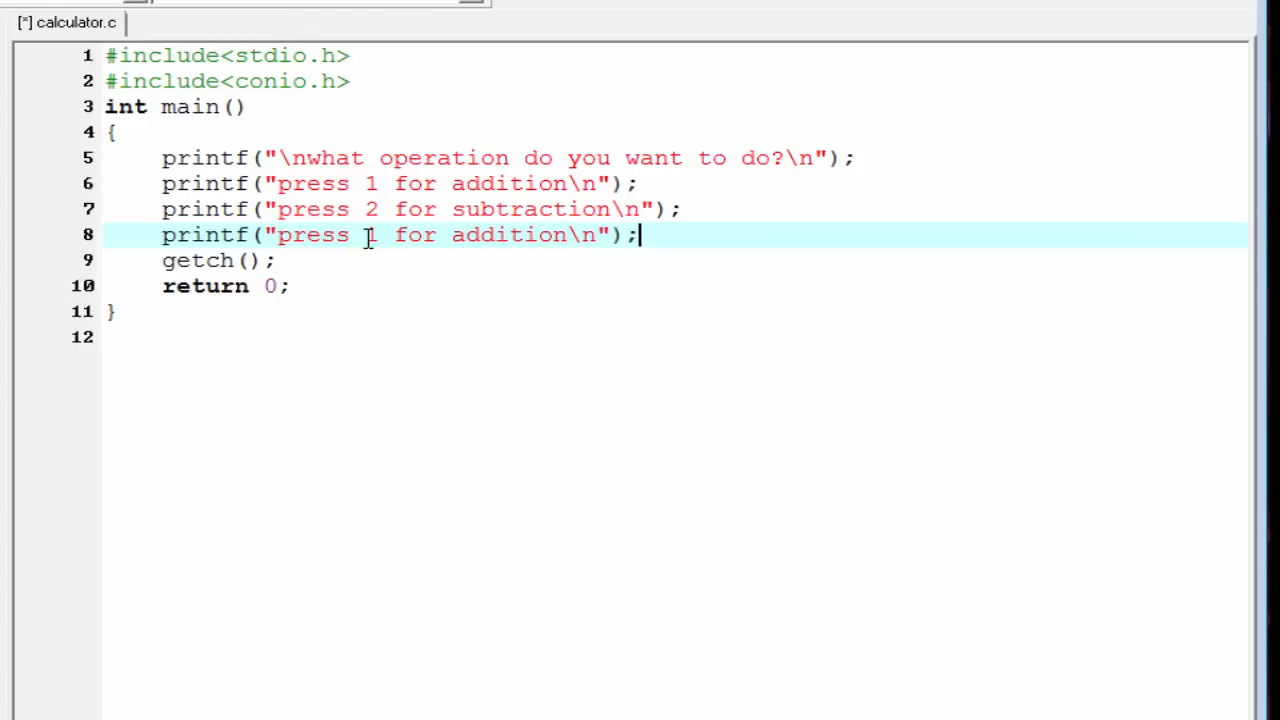 [*] calculator.c
1 #include<stdio.h>
2 #include<conio.h>
3 int main()
4 {
5 printf("\nwhat operation do you want to do?\n");
6 printf("press 1 for addition\n");
7 printf("press 2 for subtraction\n");
8 printf("press 1 for addition\n");
9 getch();
10 return 0;
11 }
12